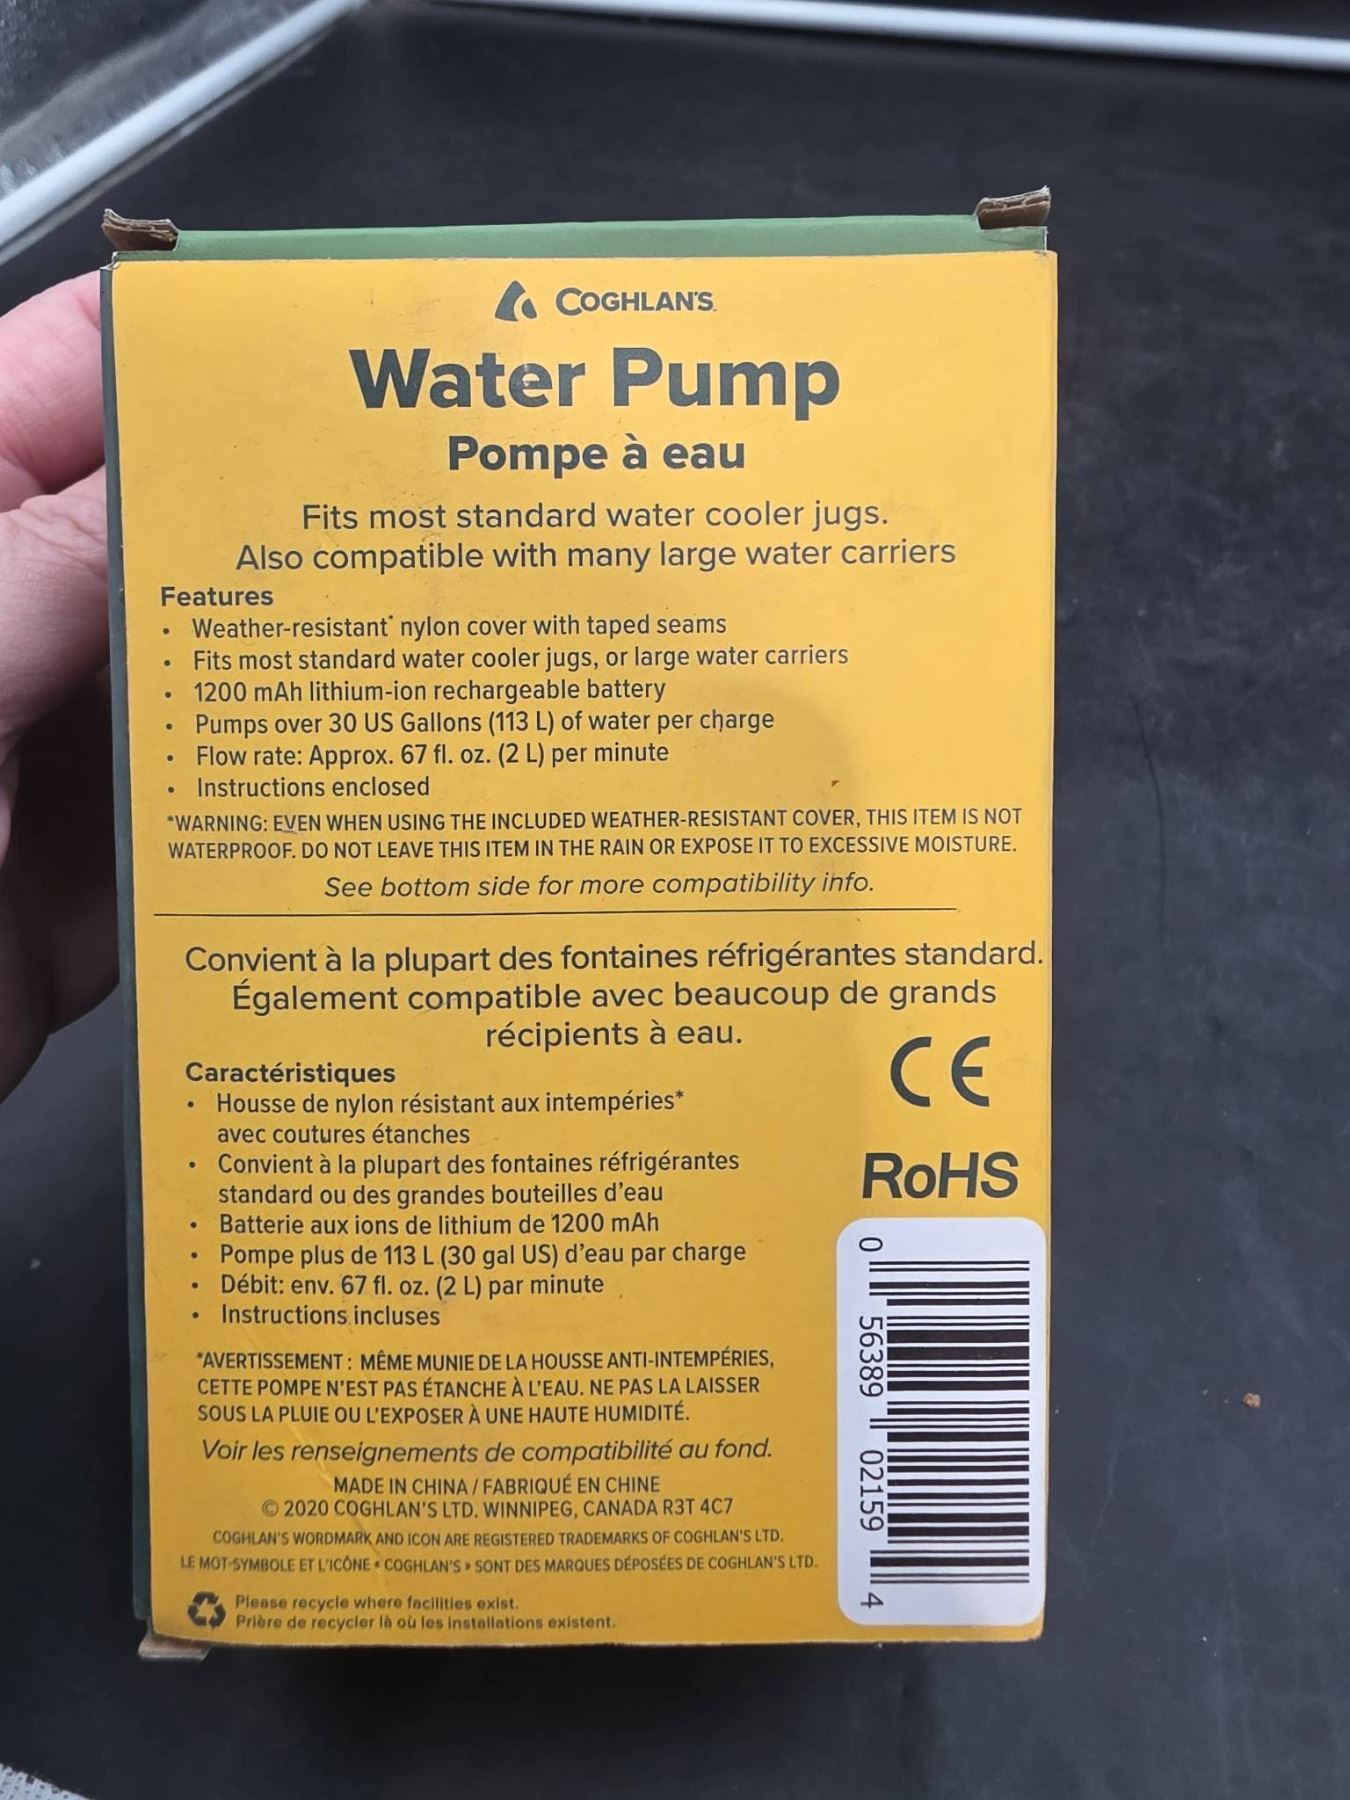 COGHLAN'S
Water Pump
Pompe à eau
Fits most standard water cooler jugs.
Also compatible with many large water carriers
Features
• Weather-resistant* nylon cover with taped seams
• Fits most standard water cooler jugs, or large water carriers
• 1200 mAh lithium-ion rechargeable battery
• Pumps over 30 US Gallons (113 L) of water per charge
• Flow rate: Approx. 67 fl. oz. (2 L) per minute
• Instructions enclosed
*WARNING: EVEN WHEN USING THE INCLUDED WEATHER-RESISTANT COVER, THIS ITEM IS NOT
WATERPROOF. DO NOT LEAVE THIS ITEM IN THE RAIN OR EXPOSE IT TO EXCESSIVE MOISTURE.
See bottom side for more compatibility info.
Convient à la plupart des fontaines réfrigérantes standard.
Également compatible avec beaucoup de grands
récipients à eau.
Caractéristiques
• Housse de nylon résistant aux intempéries*
avec coutures étanches
• Convient à la plupart des fontaines réfrigérantes
standard ou des grandes bouteilles d'eau
• Batterie aux ions de lithium de 1200 mAh
• Pompe plus de 113 L (30 gal US) d'eau par charge
• Débit: env. 67 fl. oz. (2 L) par minute
• Instructions incluses
*AVERTISSEMENT : MÊME MUNIE DE LA HOUSSE ANTI-INTEMPÉRIES,
CETTE POMPE N'EST PAS ÉTANCHE À L'EAU. NE PAS LA LAISSER
SOUS LA PLUIE OU L'EXPOSER À UNE HAUTE HUMIDITÉ.
Voir les renseignements de compatibilité au fond.
MADE IN CHINA / FABRIQUÉ EN CHINE
© 2020 COGHLAN'S LTD. WINNIPEG, CANADA R3T 4C7
COGHLAN'S WORDMARK AND ICON ARE REGISTERED TRADEMARKS OF COGHLAN'S LTD.
LE MOT-SYMBOLE ET L'ICÔNE « COGHLAN'S » SONT DES MARQUES DÉPOSÉES DE COGHLAN'S LTD.
Please recycle where facilities exist.
Prière de recycler là où les installations existent.
CE
RoHS
0 56389 02159 4